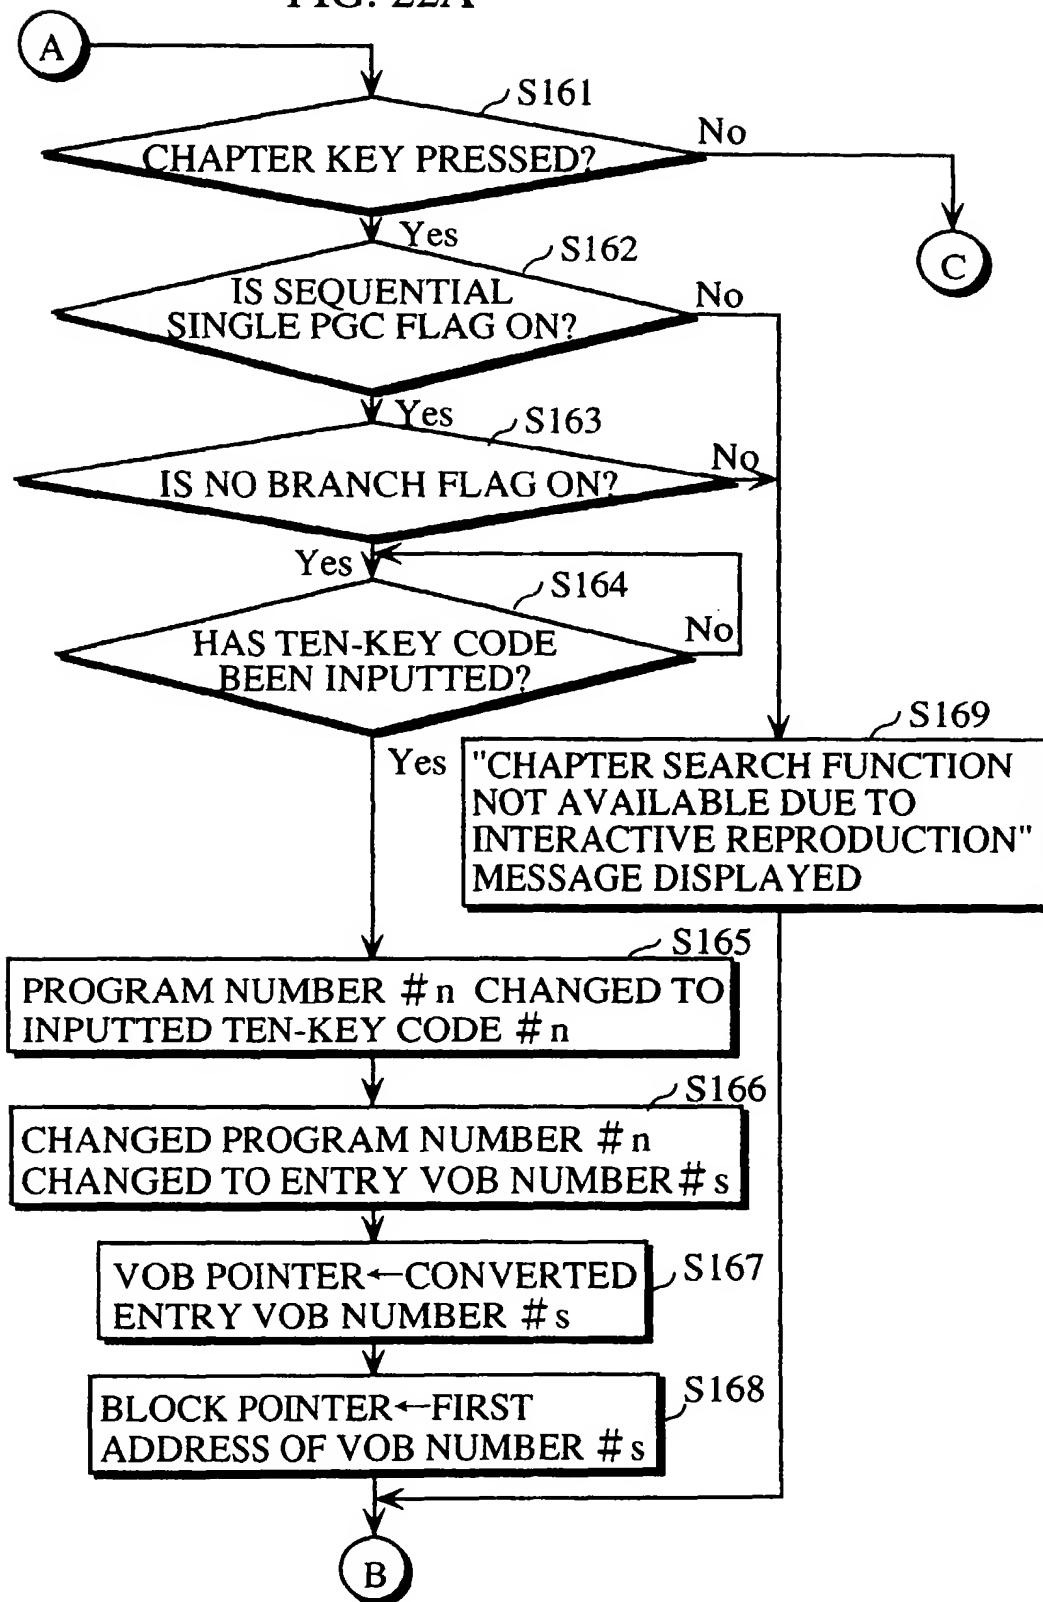 FIG. 22A
A
S161
CHAPTER KEY PRESSED?
No
Yes
C
S162
IS SEQUENTIAL
SINGLE PGC FLAG ON?
No
Yes
S163
IS NO BRANCH FLAG ON?
No
Yes
S164
HAS TEN-KEY CODE
BEEN INPUTTED?
No
Yes
S169
"CHAPTER SEARCH FUNCTION
NOT AVAILABLE DUE TO
INTERACTIVE REPRODUCTION"
MESSAGE DISPLAYED
S165
PROGRAM NUMBER #n CHANGED TO
INPUTTED TEN-KEY CODE #n
S166
CHANGED PROGRAM NUMBER #n
CHANGED TO ENTRY VOB NUMBER #s
S167
VOB POINTER←CONVERTED
ENTRY VOB NUMBER #s
S168
BLOCK POINTER←FIRST
ADDRESS OF VOB NUMBER #s
B